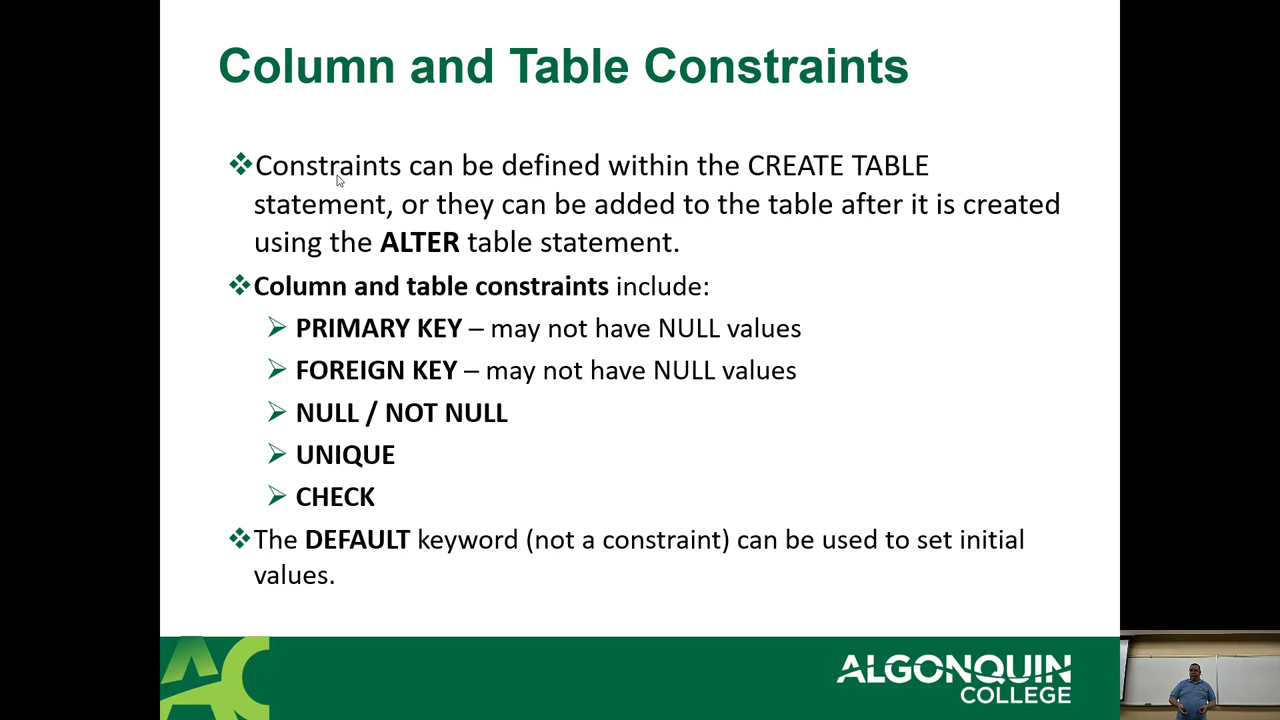 Column and Table Constraints
❖Constraints can be defined within the CREATE TABLE
statement, or they can be added to the table after it is created
using the ALTER table statement.
❖Column and table constraints include:
➢ PRIMARY KEY – may not have NULL values
➢ FOREIGN KEY – may not have NULL values
➢ NULL / NOT NULL
➢ UNIQUE
➢ CHECK
❖The DEFAULT keyword (not a constraint) can be used to set initial
values.
AC
ALGONQUIN
COLLEGE